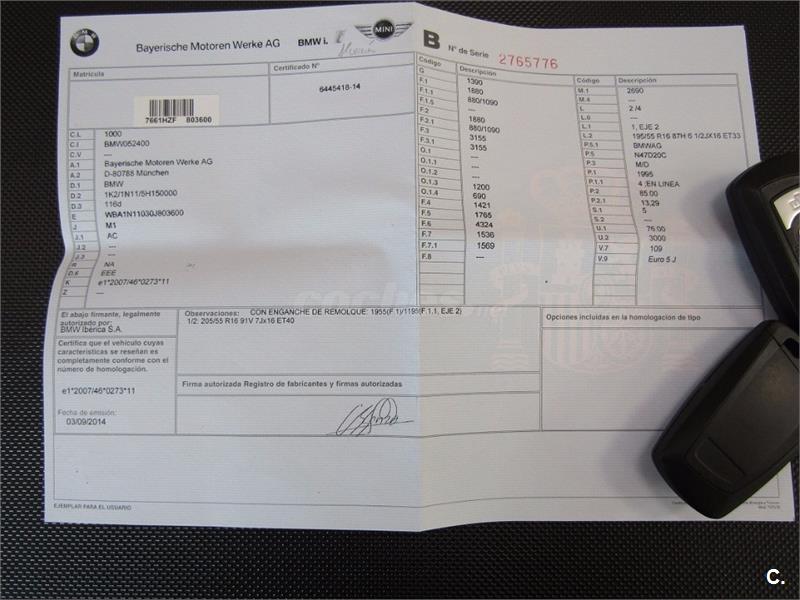 BMW
Bayerische Motoren Werke AG
BMW i.
MINI
B
Nº de Serie 2765776
Matrícula
Certificado Nº
6445418-14
7661HZF 803600
C.L 1000
C.I BMW052400
C.V ---
A.1 Bayerische Motoren Werke AG
A.2 D-80788 München
D.1 BMW
D.2 1K2/1N11/5H150000
D.3 116d
E WBA1N11030J803600
J M1
J.1 AC
J.2 ---
J.3 ---
R NA
D.6 EEE
K e1*2007/46*0273*11
Z ---
Código Descripción
G 1390
F.1 1880
F.1.1 880/1090
F.1.5 ---
F.2 1880
F.2.1 880/1090
F.3 3155
F.3.1 3155
O.1 ---
O.1.1 ---
O.1.2 1200
O.1.3 690
O.1.4 1421
F.4 1765
F.5 4324
F.6 1536
F.7 1569
F.7.1 ---
F.8
Código Descripción
M.1 2690
M.4 ---
L 2 /4
L.0 ---
L.1 1, EJE 2
L.2 195/55 R16 87H 6 1/2JX16 ET33
P.5.1 BMWAG
P.5 N47D20C
P.3 M/D
P.1 1995
P.1.1 4 ;EN LINEA
P.2 85.00
P.2.1 13,29
S.1 5
S.2 ---
U.1 76.00
U.2 3000
V.7 109
V.9 Euro 5 J
El abajo firmante, legalmente
autorizado por:
BMW Iberica S.A.
Certifica que el vehículo cuyas
características se reseñan es
completamente conforme con el
número de homologación.
e1*2007/46*0273*11
Fecha de emisión:
03/09/2014
Observaciones: CON ENGANCHE DE REMOLQUE: 1955(F.1)/1195(F.1.1, EJE 2)
1/2: 205/55 R16 91V 7Jx16 ET40
Firma autorizada Registro de fabricantes y firmas autorizadas
Opciones incluidas en la homologación de tipo
EJEMPLAR PARA EL USUARIO
coches.net
C.